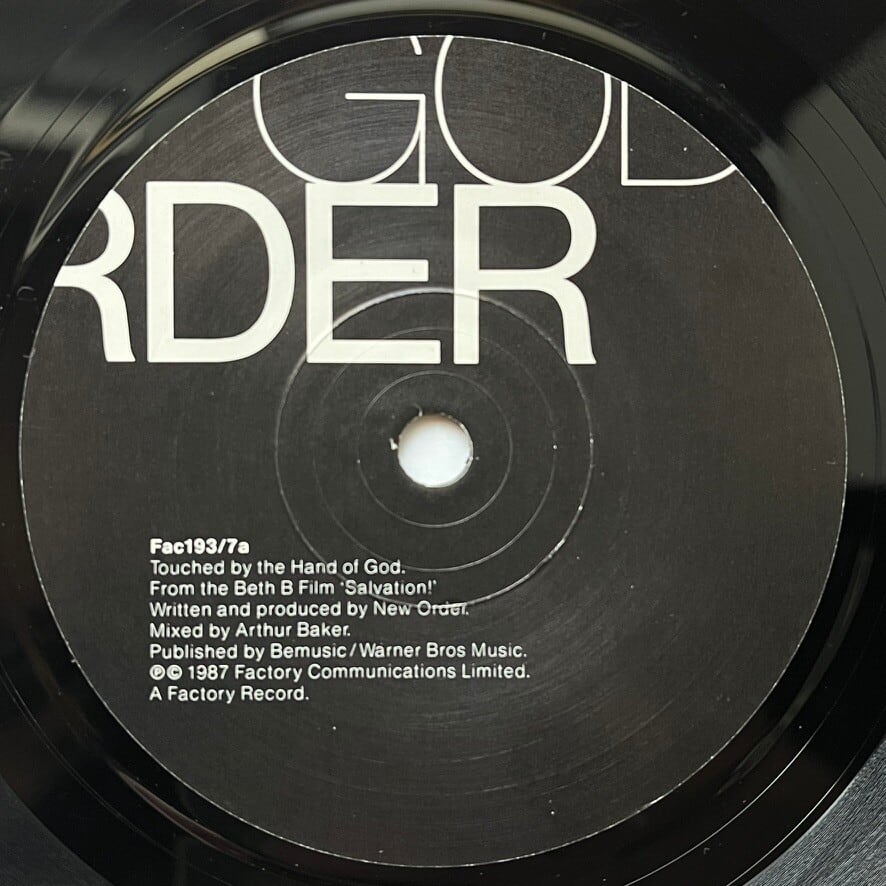 GOD
RDER
Fac193/7a
Touched by the Hand of God.
From the Beth B Film ‘Salvation!’
Written and produced by New Order.
Mixed by Arthur Baker.
Published by Bemusic/Warner Bros Music.
℗© 1987 Factory Communications Limited.
A Factory Record.